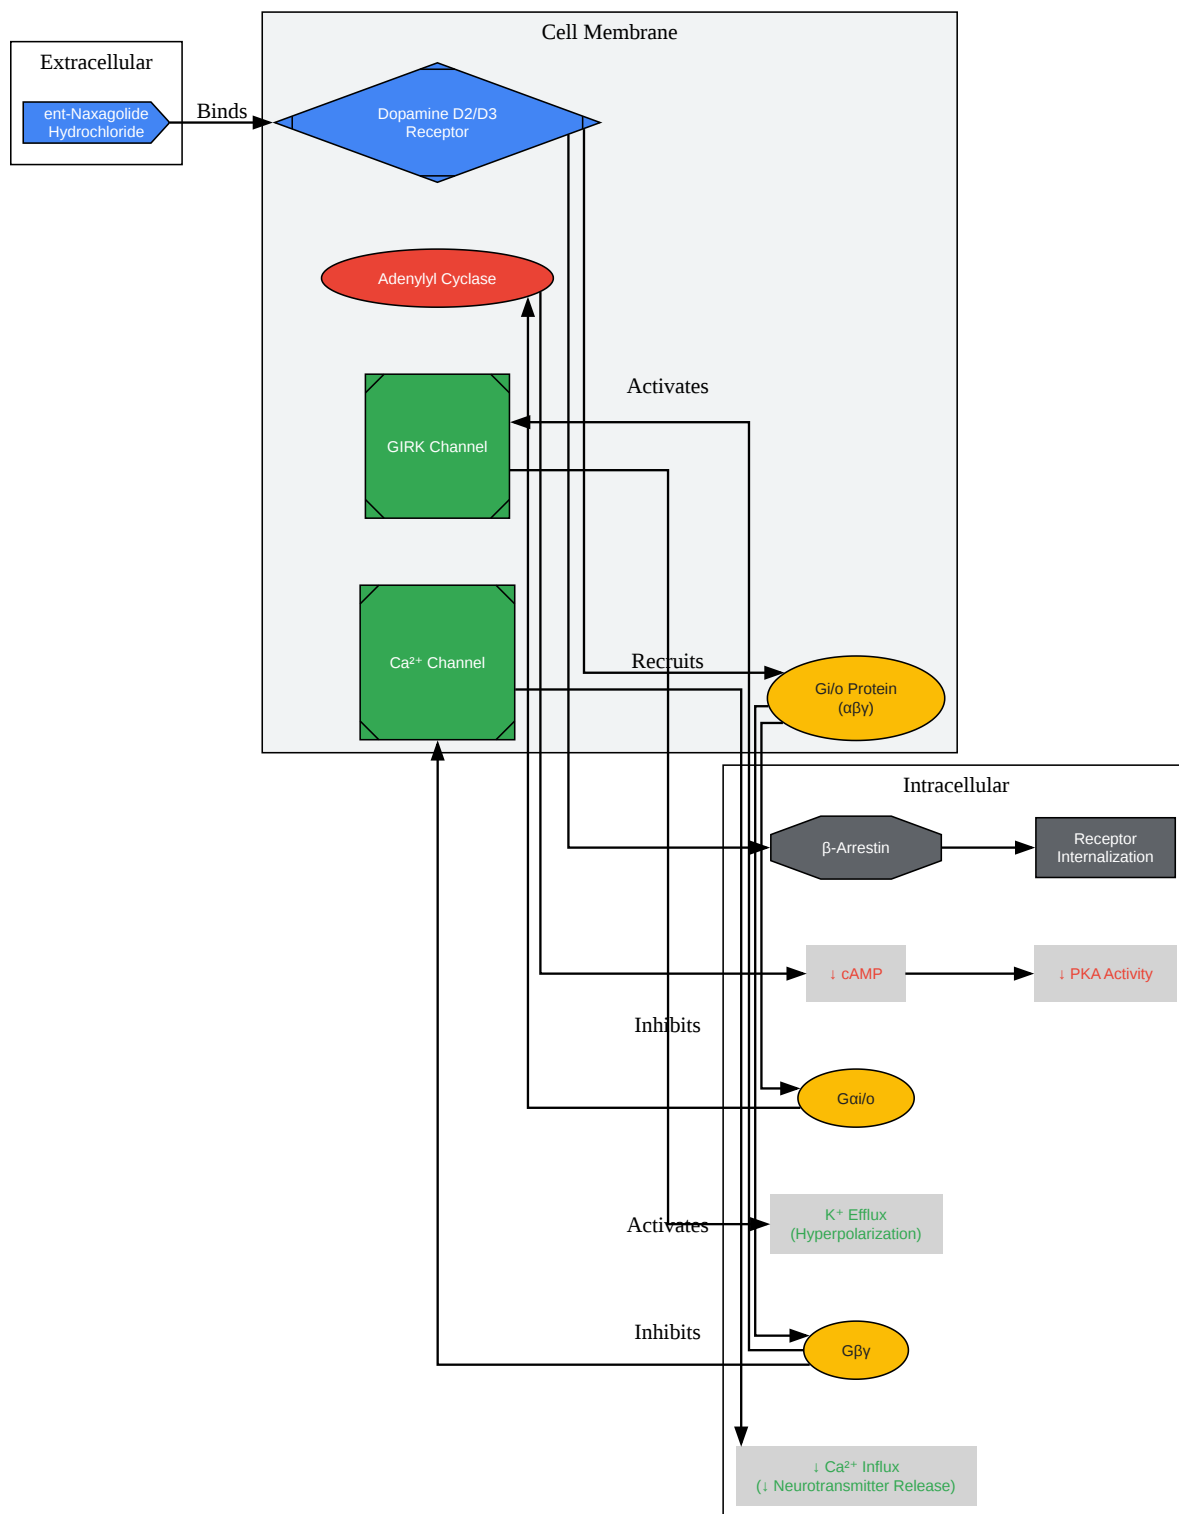 Cell Membrane
Extracellular
ent-Naxagolide
Hydrochloride
Binds
Dopamine D2/D3
Receptor
Adenylyl Cyclase
Activates
GIRK Channel
Recruits
Ca²⁺ Channel
Gi/o Protein
(αβγ)
Intracellular
β-Arrestin
Receptor
Internalization
↓ cAMP
↓ PKA Activity
Inhibits
Gαi/o
Activates
K⁺ Efflux
(Hyperpolarization)
Inhibits
Gβγ
↓ Ca²⁺ Influx
(↓ Neurotransmitter Release)